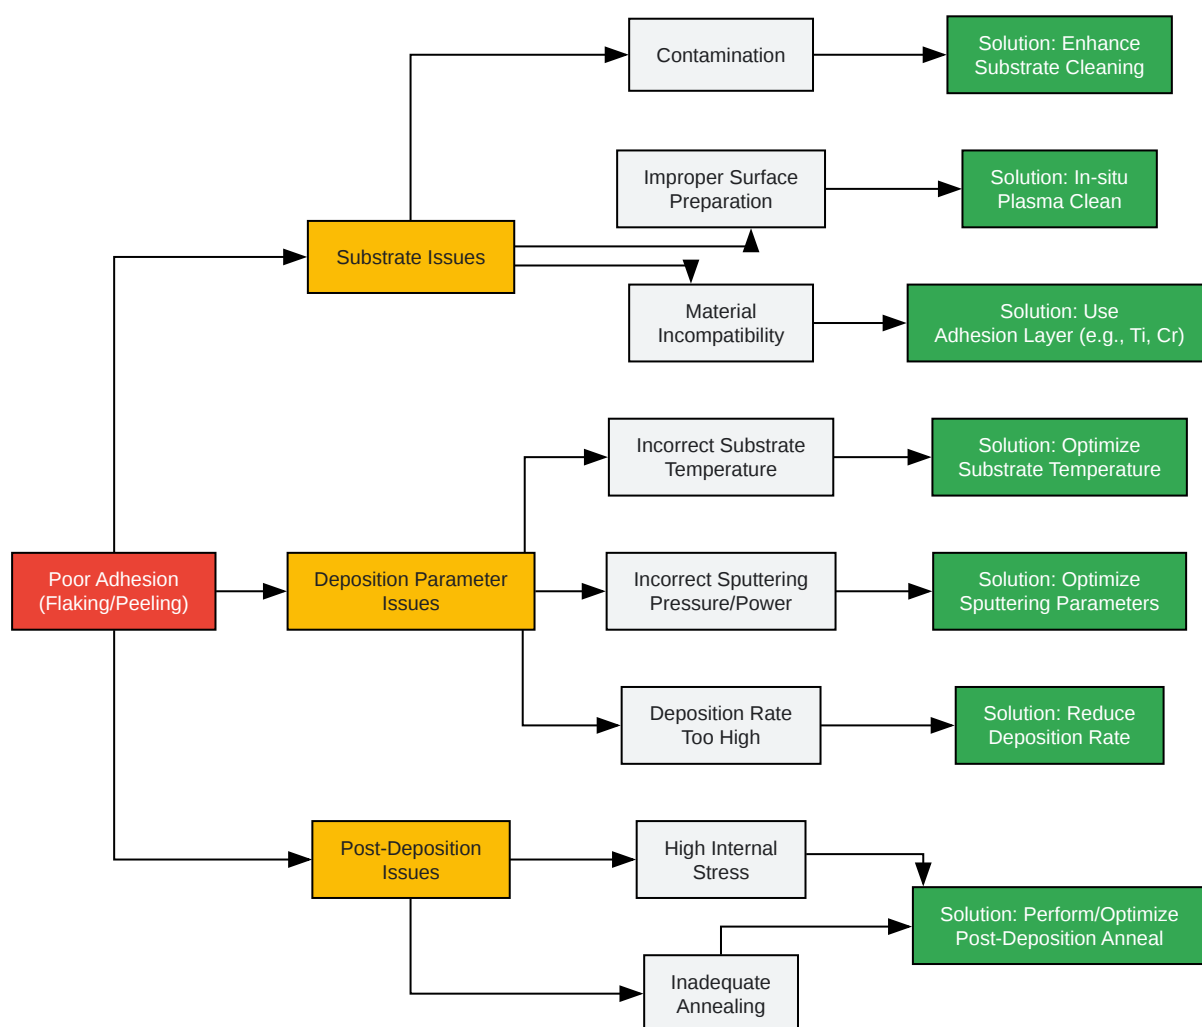 Contamination
Solution: Enhance
Substrate Cleaning
Improper Surface
Preparation
Solution: In-situ
Plasma Clean
Substrate Issues
Material
Incompatibility
Solution: Use
Adhesion Layer (e.g., Ti, Cr)
Incorrect Substrate
Temperature
Solution: Optimize
Substrate Temperature
Poor Adhesion
(Flaking/Peeling)
Deposition Parameter
Issues
Incorrect Sputtering
Pressure/Power
Solution: Optimize
Sputtering Parameters
Deposition Rate
Too High
Solution: Reduce
Deposition Rate
Post-Deposition
Issues
High Internal
Stress
Solution: Perform/Optimize
Post-Deposition Anneal
Inadequate
Annealing